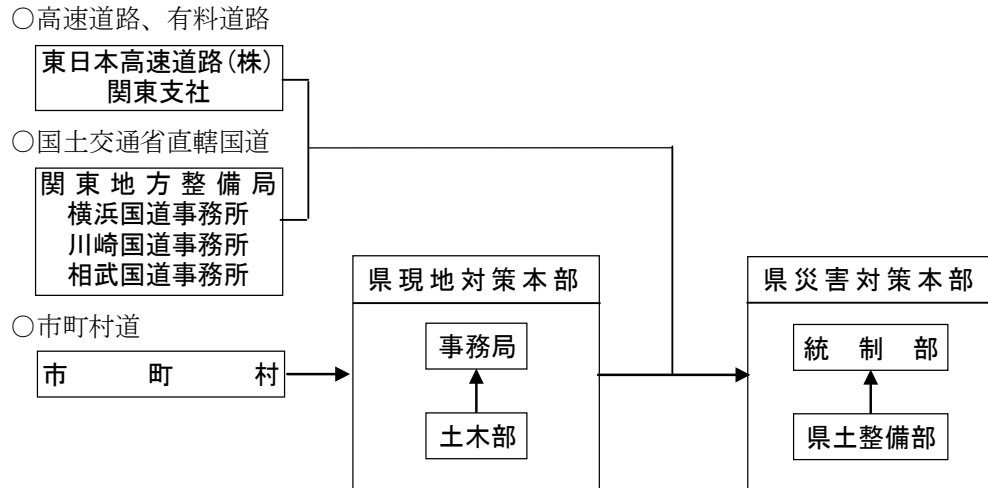 ○高速道路、有料道路
東日本高速道路(株)
関東支社
○国土交通省直轄国道
関東地方整備局
横浜国道事務所
川崎国道事務所
相武国道事務所
○市町村道
市町村
県現地対策本部
事務局
土木部
県災害対策本部
統制部
県土整備部